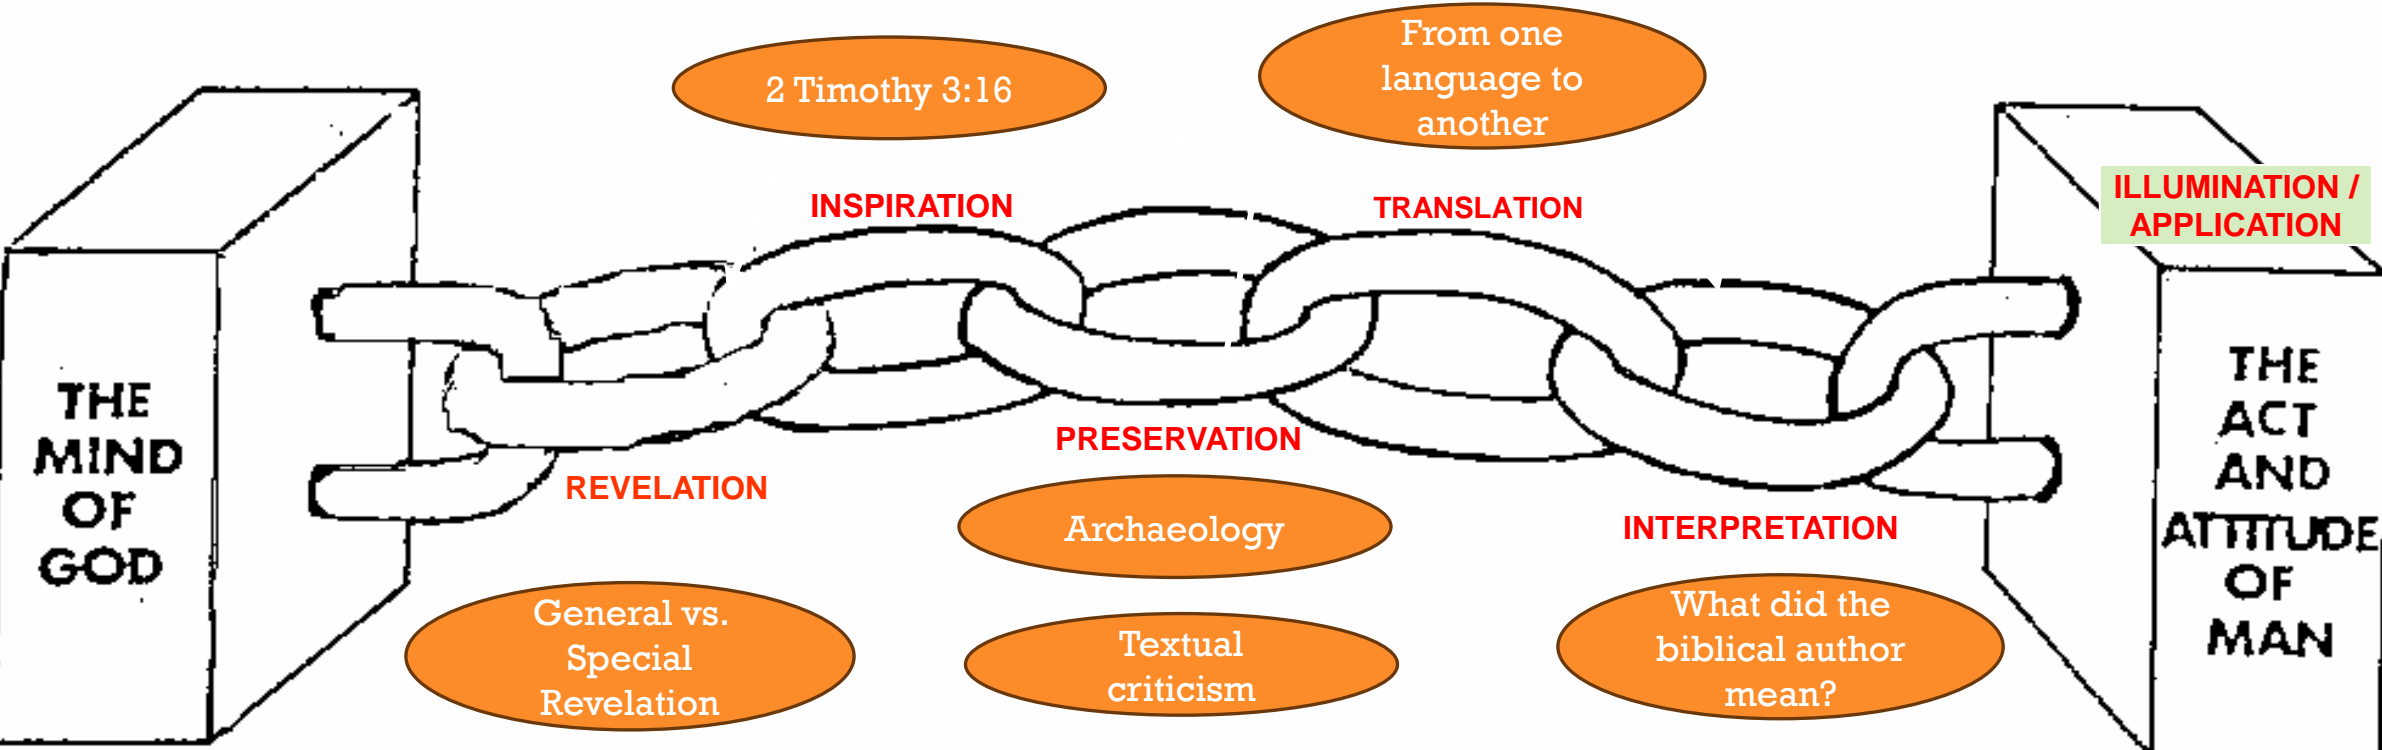 2 Timothy 3:16
From one
language to
another
INSPIRATION
TRANSLATION
ILLUMINATION /
APPLICATION
THE
MIND
OF
GOD
REVELATION
PRESERVATION
INTERPRETATION
THE
ACT
AND
ATTITUDE
OF
MAN
General vs.
Special
Revelation
Archaeology
Textual
criticism
What did the
biblical author
mean?